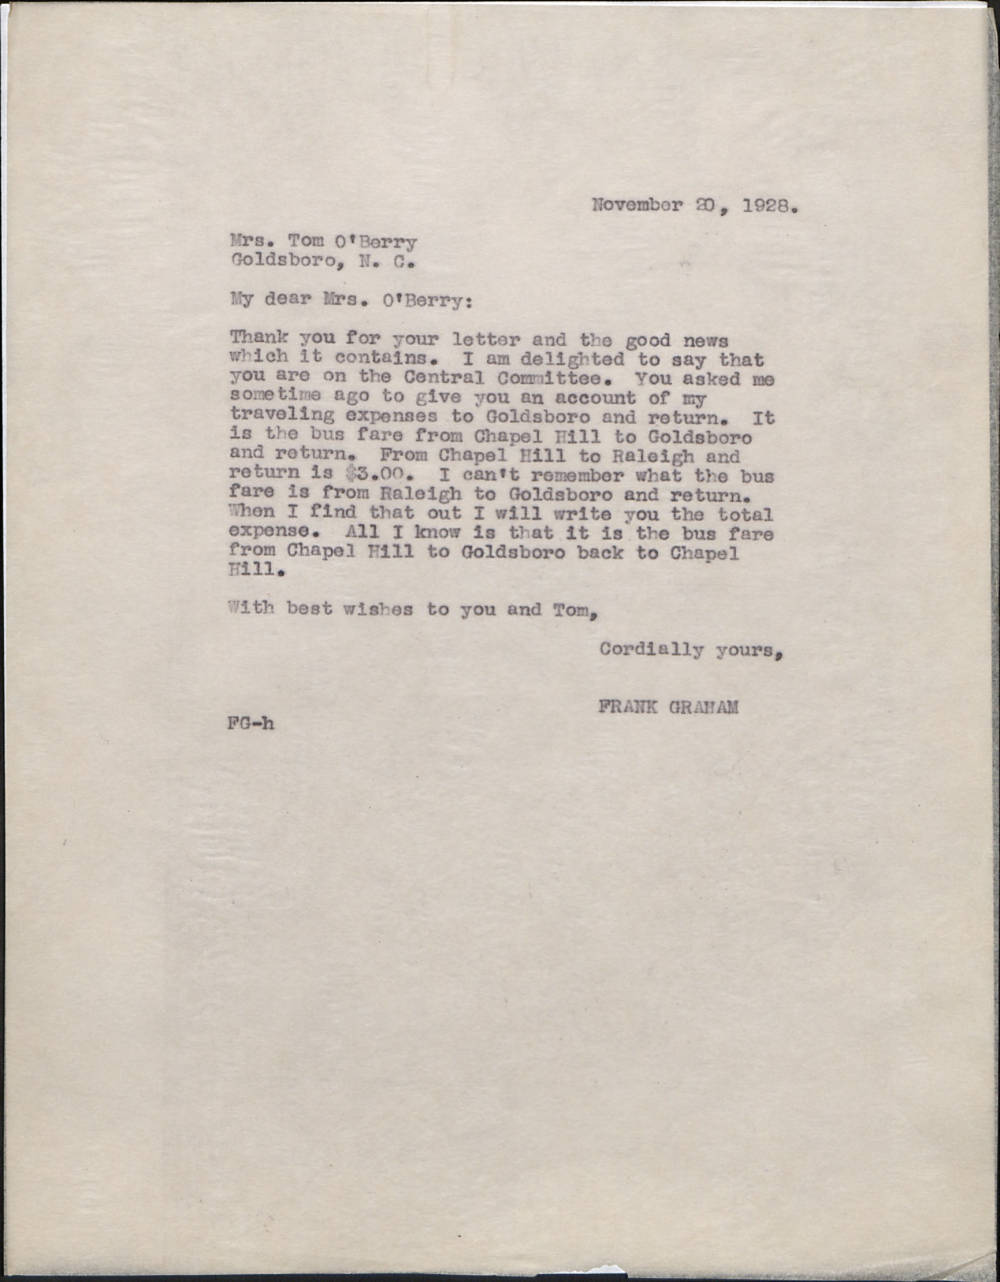 November 20, 1928.
Mrs. Tom O'Berry
Goldsboro, N. C.
My dear Mrs. O'Berry:
Thank you for your letter and the good news
which it contains. I am delighted to say that
you are on the Central Committee. You asked me
sometime ago to give you an account of my
traveling expenses to Goldsboro and return. It
is the bus fare from Chapel Hill to Goldsboro
and return. From Chapel Hill to Raleigh and
return is $3.00. I can't remember what the bus
fare is from Raleigh to Goldsboro and return.
When I find that out I will write you the total
expense. All I know is that it is the bus fare
from Chapel Hill to Goldsboro back to Chapel
Hill.
With best wishes to you and Tom,
Cordially yours,
FRANK GRAHAM
FG-h